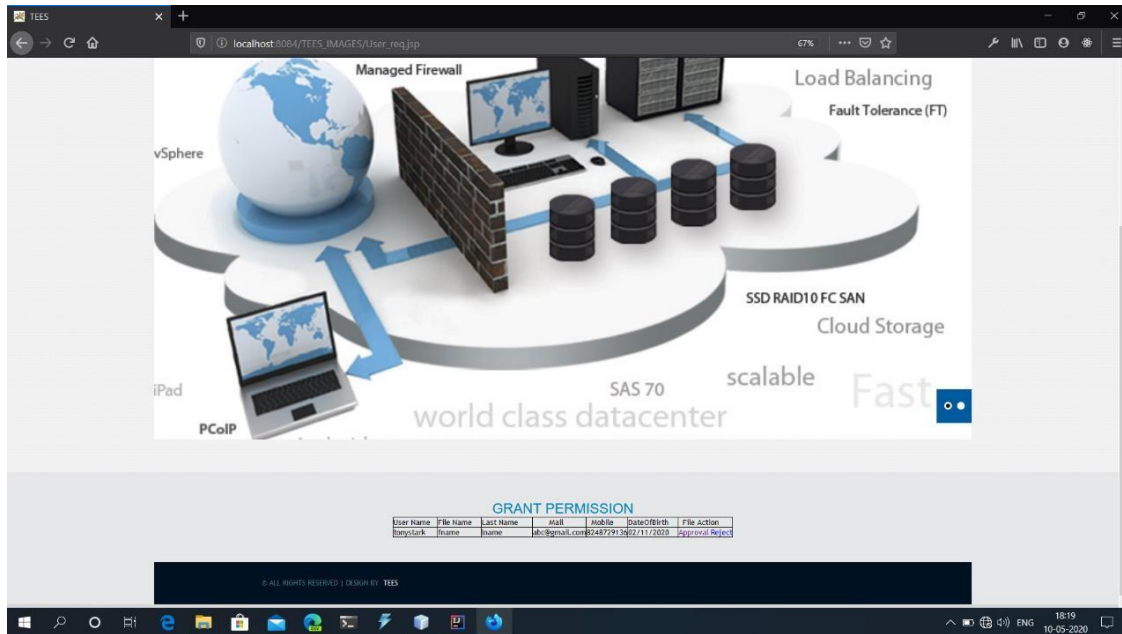 TEES
localhost:8084/TEES_IMAGES/User_req.jsp
67%
Managed Firewall
Load Balancing
Fault Tolerance (FT)
vSphere
SSD RAID10 FC SAN
Cloud Storage
iPad
SAS 70
scalable
Fast
world class datacenter
PCoIP
GRANT PERMISSION
User Name File Name Last Name Mail Mobile DateOfBirth File Action
tonystark fname lname abc@gmail.com 8248729136 02/11/2020 Approval Reject
© ALL RIGHTS RESERVED | DESIGN BY TEES
ENG
18:19
10-05-2020